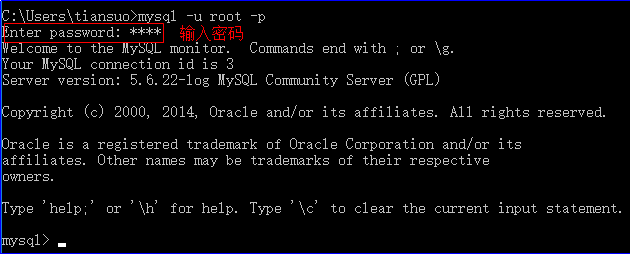 C:\Users\tiansuo>mysql -u root -p
Enter password: **** 输入密码
Welcome to the MySQL monitor.  Commands end with ; or \g.
Your MySQL connection id is 3
Server version: 5.6.22-log MySQL Community Server (GPL)
Copyright (c) 2000, 2014, Oracle and/or its affiliates. All rights reserved.
Oracle is a registered trademark of Oracle Corporation and/or its
affiliates. Other names may be trademarks of their respective
owners.
Type 'help;' or '\h' for help. Type '\c' to clear the current input statement.
mysql> _